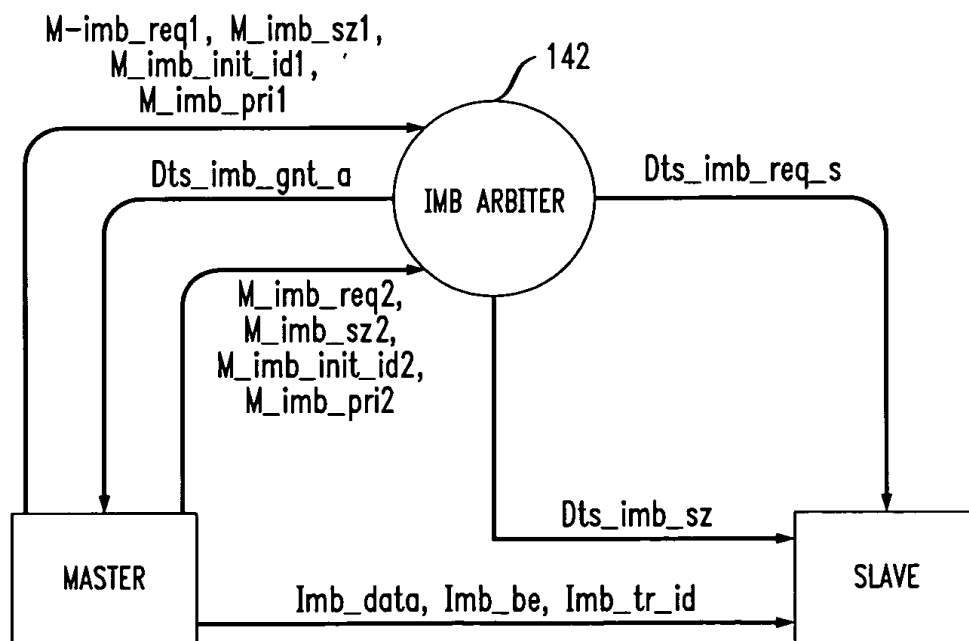 M-imb_req1, M_imb_sz1,
M_imb_init_id1,
M_imb_pri1
142
Dts_imb_gnt_a
IMB ARBITER
Dts_imb_req_s
M_imb_req2,
M_imb_sz2,
M_imb_init_id2,
M_imb_pri2
Dts_imb_sz
MASTER
SLAVE
Imb_data, Imb_be, Imb_tr_id